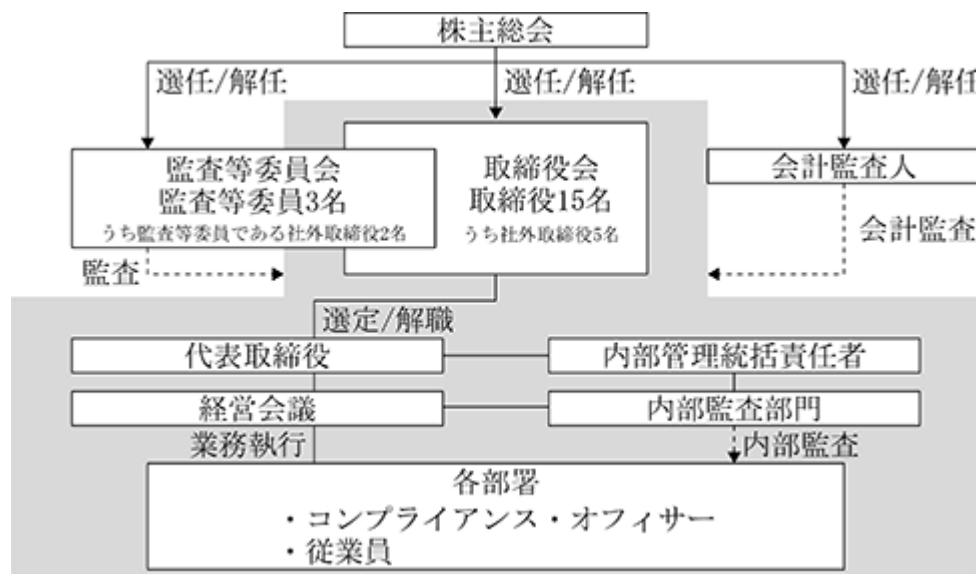 株主総会
選任/解任
選任/解任
選任/解任
監査等委員会
監査等委員3名
うち監査等委員である社外取締役2名
取締役会
取締役15名
うち社外取締役5名
会計監査人
監査
会計監査
選定/解職
代表取締役
内部管理統括責任者
経営会議
内部監査部門
業務執行
内部監査
各部署
・コンプライアンス・オフィサー
・従業員